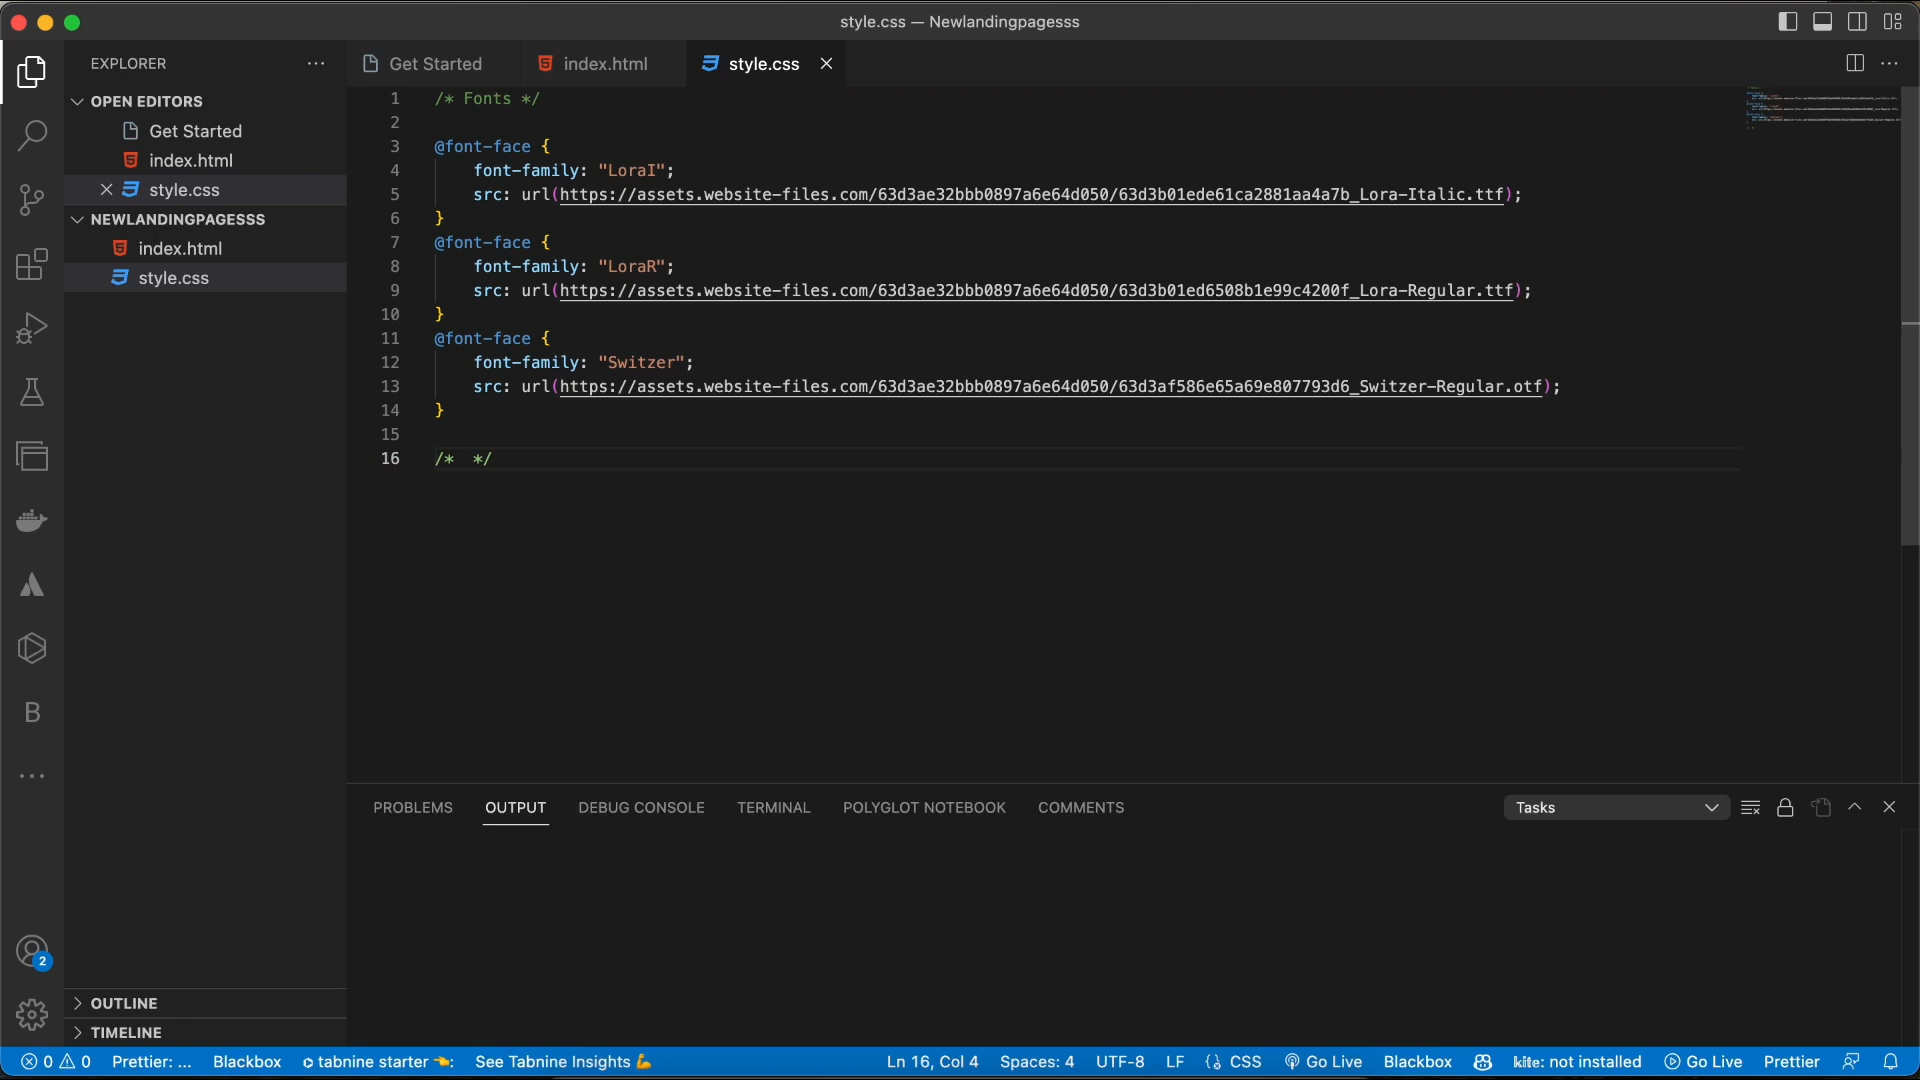 style.css — Newlandingpagesss
EXPLORER
OPEN EDITORS
Get Started
index.html
style.css
NEWLANDINGPAGESSS
index.html
style.css
OUTLINE
TIMELINE
Get Started
index.html
style.css
1 /* Fonts */
2
3 @font-face {
4 font-family: "LoraI";
5 src: url(https://assets.website-files.com/63d3ae32bbb0897a6e64d050/63d3b01ede61ca2881aa4a7b_Lora-Italic.ttf);
6 }
7 @font-face {
8 font-family: "LoraR";
9 src: url(https://assets.website-files.com/63d3ae32bbb0897a6e64d050/63d3b01ed6508b1e99c4200f_Lora-Regular.ttf);
10 }
11 @font-face {
12 font-family: "Switzer";
13 src: url(https://assets.website-files.com/63d3ae32bbb0897a6e64d050/63d3af586e65a69e807793d6_Switzer-Regular.otf);
14 }
15
16 /*  */
PROBLEMS OUTPUT DEBUG CONSOLE TERMINAL POLYGLOT NOTEBOOK COMMENTS Tasks
B
2
0 0 Prettier: ... Blackbox tabnine starter : See Tabnine Insights Ln 16, Col 4 Spaces: 4 UTF-8 LF {} CSS Go Live Blackbox kite: not installed Go Live Prettier